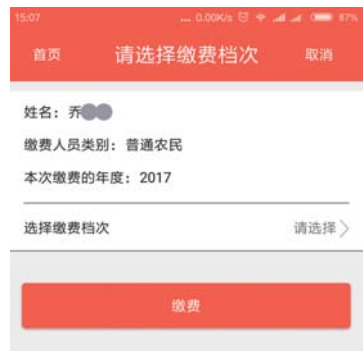 15:07 ... 0.00K/s 87%
首页 请选择缴费档次 取消
姓名：乔
缴费人员类别：普通农民
本次缴费的年度：2017
选择缴费档次 请选择
缴费